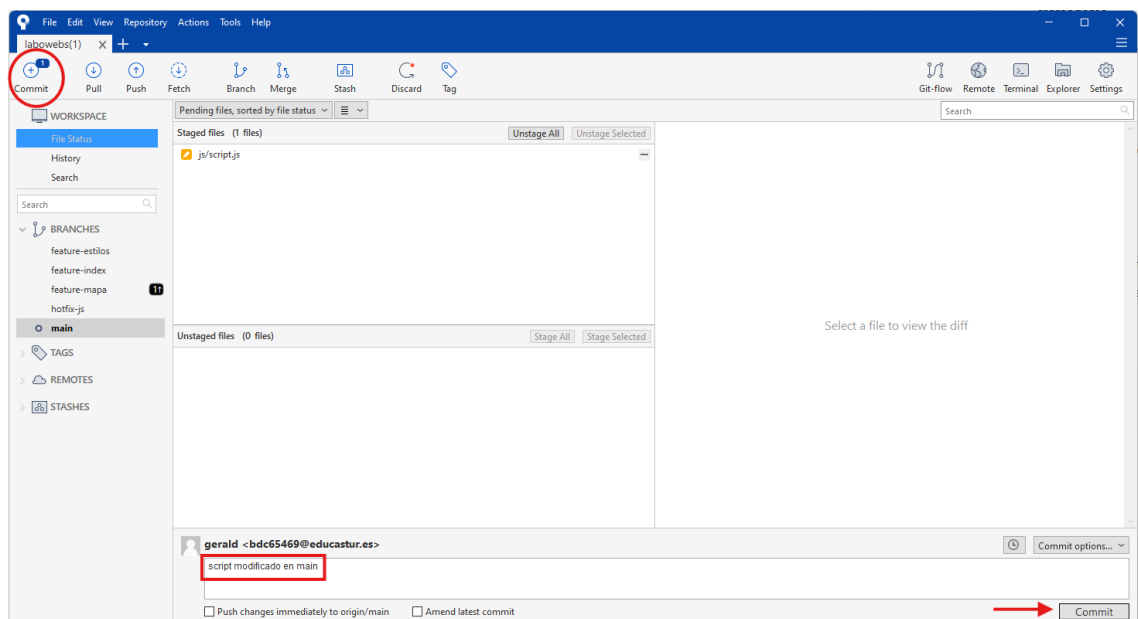 File Edit View Repository Actions Tools Help
labowebs(1)
1
Commit Pull Push Fetch Branch Merge Stash Discard Tag Git-flow Remote Terminal Explorer Settings
WORKSPACE
File Status
History
Search
Search
BRANCHES
feature-estilos
feature-index
feature-mapa 1↑
hotfix-js
main
TAGS
REMOTES
STASHES
Pending files, sorted by file status
Search
Staged files (1 files) Unstage All Unstage Selected
js/script.js
Unstaged files (0 files) Stage All Stage Selected
Select a file to view the diff
gerald <bdc65469@educastur.es>
Commit options...
script modificado en main
Push changes immediately to origin/main Amend latest commit
Commit